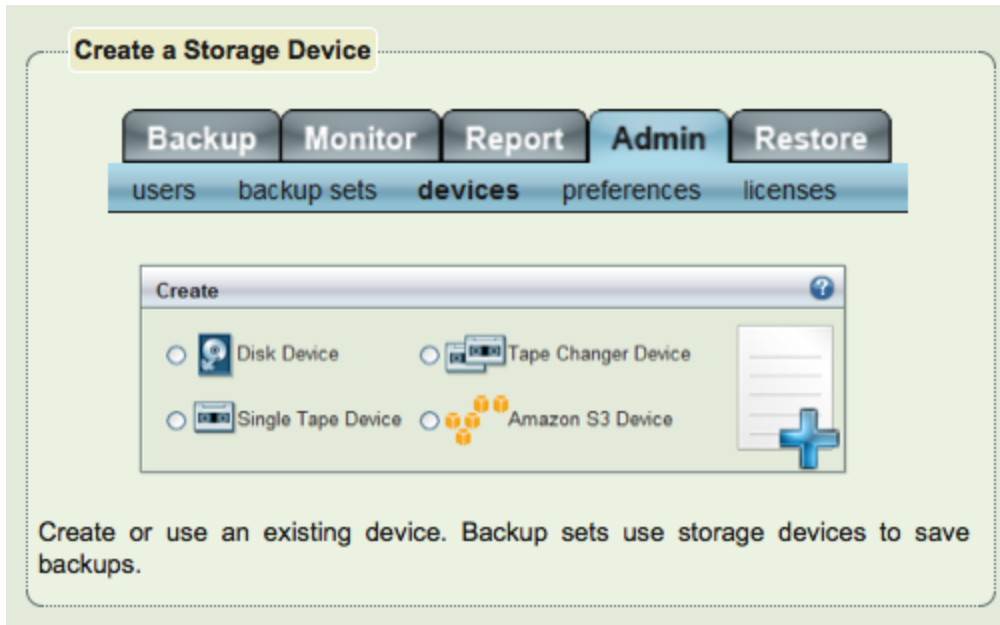 Create a Storage Device
Backup Monitor Report Admin Restore
users backup sets devices preferences licenses
Create ?
Disk Device Tape Changer Device
Single Tape Device Amazon S3 Device
Create or use an existing device. Backup sets use storage devices to save
backups.